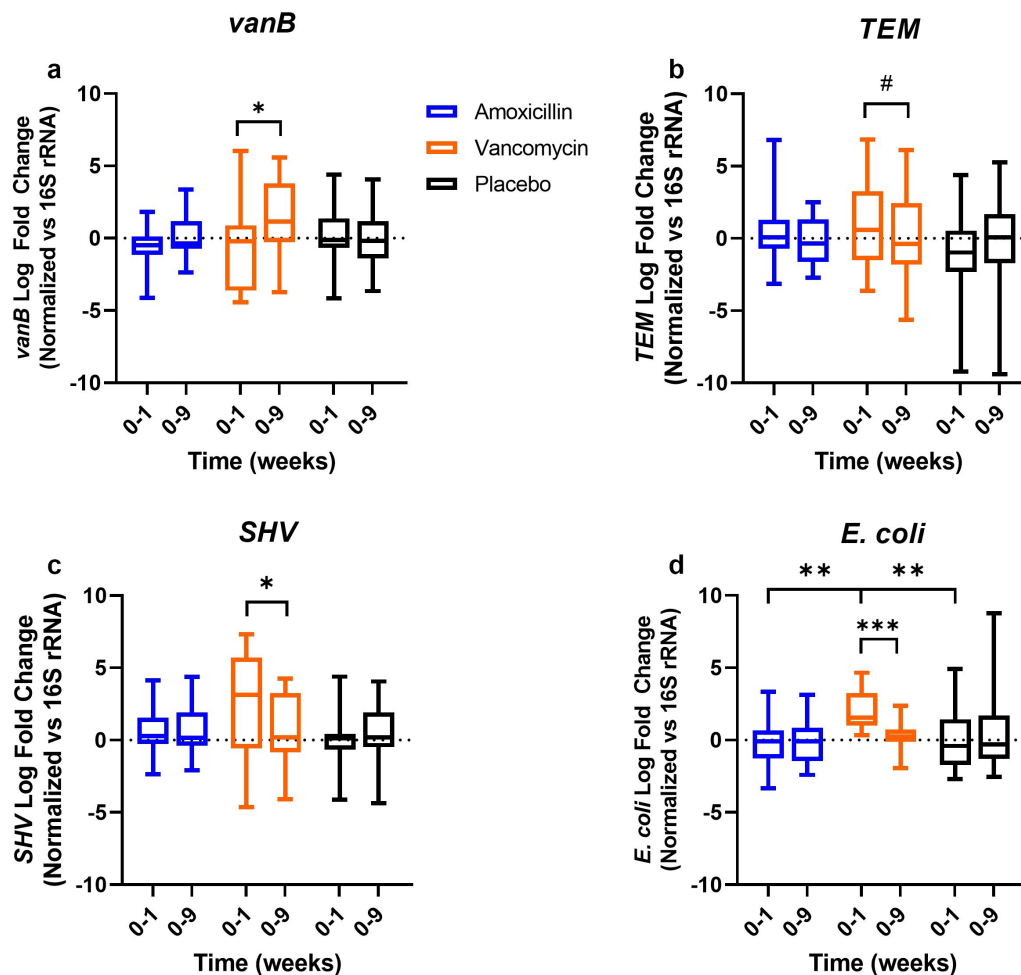 vanB
a
vanB Log Fold Change
(Normalized vs 16S rRNA)
10
5
0
-5
-10
*
0-1
0-9
0-1
0-9
0-1
0-9
Time (weeks)
Amoxicillin
Vancomycin
Placebo
TEM
b
TEM Log Fold Change
(Normalized vs 16S rRNA)
10
5
0
-5
-10
#
0-1
0-9
0-1
0-9
0-1
0-9
Time (weeks)
SHV
c
SHV Log Fold Change
(Normalized vs 16S rRNA)
10
5
0
-5
-10
*
0-1
0-9
0-1
0-9
0-1
0-9
Time (weeks)
E. coli
d
E. coli Log Fold Change
(Normalized vs 16S rRNA)
10
5
0
-5
-10
** **
***
0-1
0-9
0-1
0-9
0-1
0-9
Time (weeks)